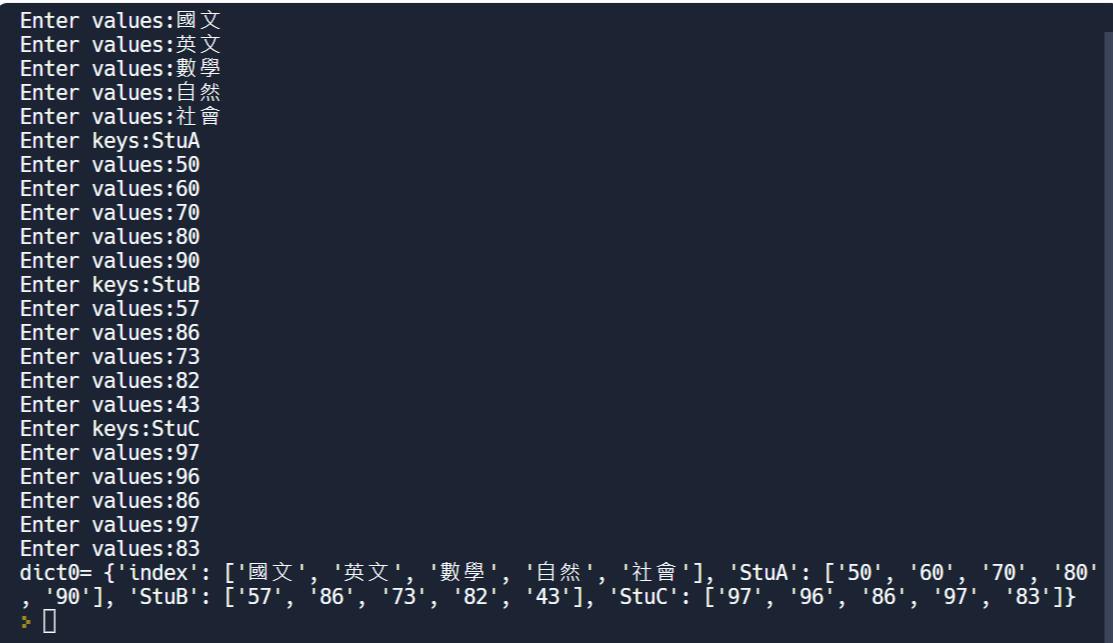 Enter values:國文
Enter values:英文
Enter values:數學
Enter values:自然
Enter values:社會
Enter keys:StuA
Enter values:50
Enter values:60
Enter values:70
Enter values:80
Enter values:90
Enter keys:StuB
Enter values:57
Enter values:86
Enter values:73
Enter values:82
Enter values:43
Enter keys:StuC
Enter values:97
Enter values:96
Enter values:86
Enter values:97
Enter values:83
dict0= {'index': ['國文', '英文', '數學', '自然', '社會'], 'StuA': ['50', '60', '70', '80'
, '90'], 'StuB': ['57', '86', '73', '82', '43'], 'StuC': ['97', '96', '86', '97', '83']}